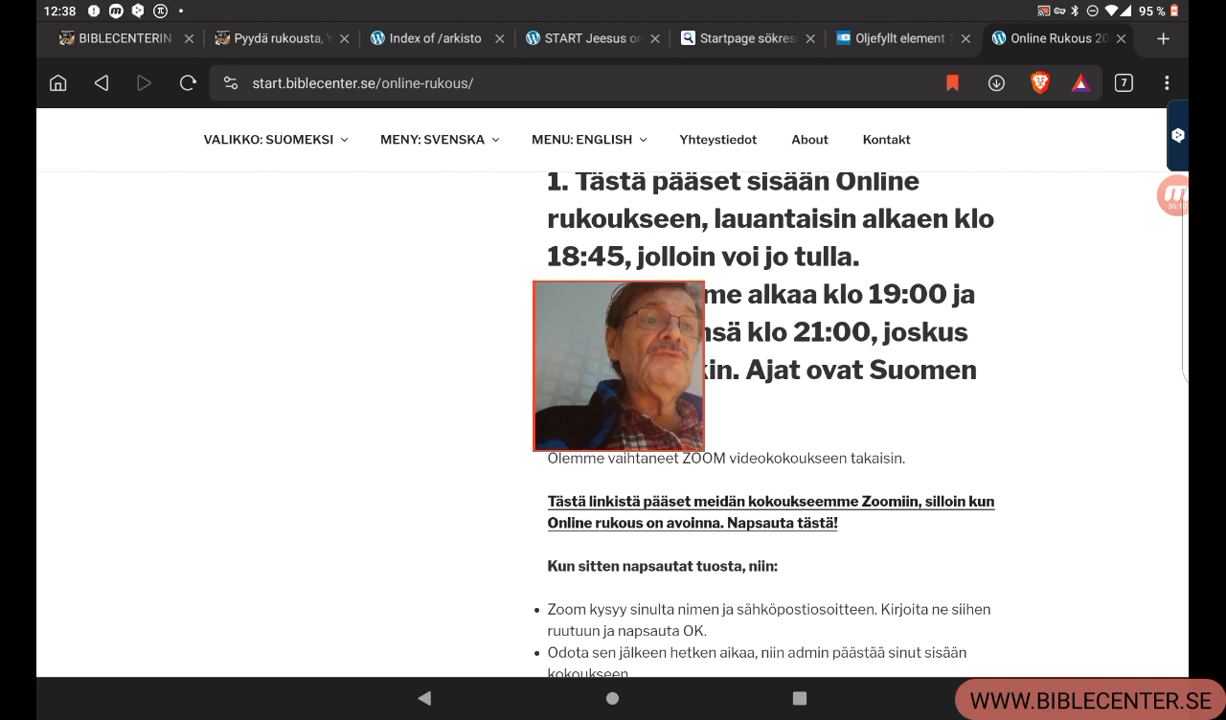 12:38
95 %
BIBLECENTERIN
Pyydä rukousta, Y
Index of /arkisto
START Jeesus on
Startpage sökres
Oljefyllt element 1
Online Rukous 20
start.biblecenter.se/online-rukous/
7
VALIKKO: SUOMEKSI
MENY: SVENSKA
MENU: ENGLISH
Yhteystiedot
About
Kontakt
36:10
1. Tästä pääset sisään Online
rukoukseen, lauantaisin alkaen klo
18:45, jolloin voi jo tulla.
me alkaa klo 19:00 ja
sä klo 21:00, joskus
kin. Ajat ovat Suomen
Olemme vaihtaneet ZOOM videokokoukseen takaisin.
Tästä linkistä pääset meidän kokoukseemme Zoomiin, silloin kun
Online rukous on avoinna. Napsauta tästä!
Kun sitten napsautat tuosta, niin:
Zoom kysyy sinulta nimen ja sähköpostiosoitteen. Kirjoita ne siihen
ruutuun ja napsauta OK.
Odota sen jälkeen hetken aikaa, niin admin päästää sinut sisään
kokoukseen
WWW.BIBLECENTER.SE